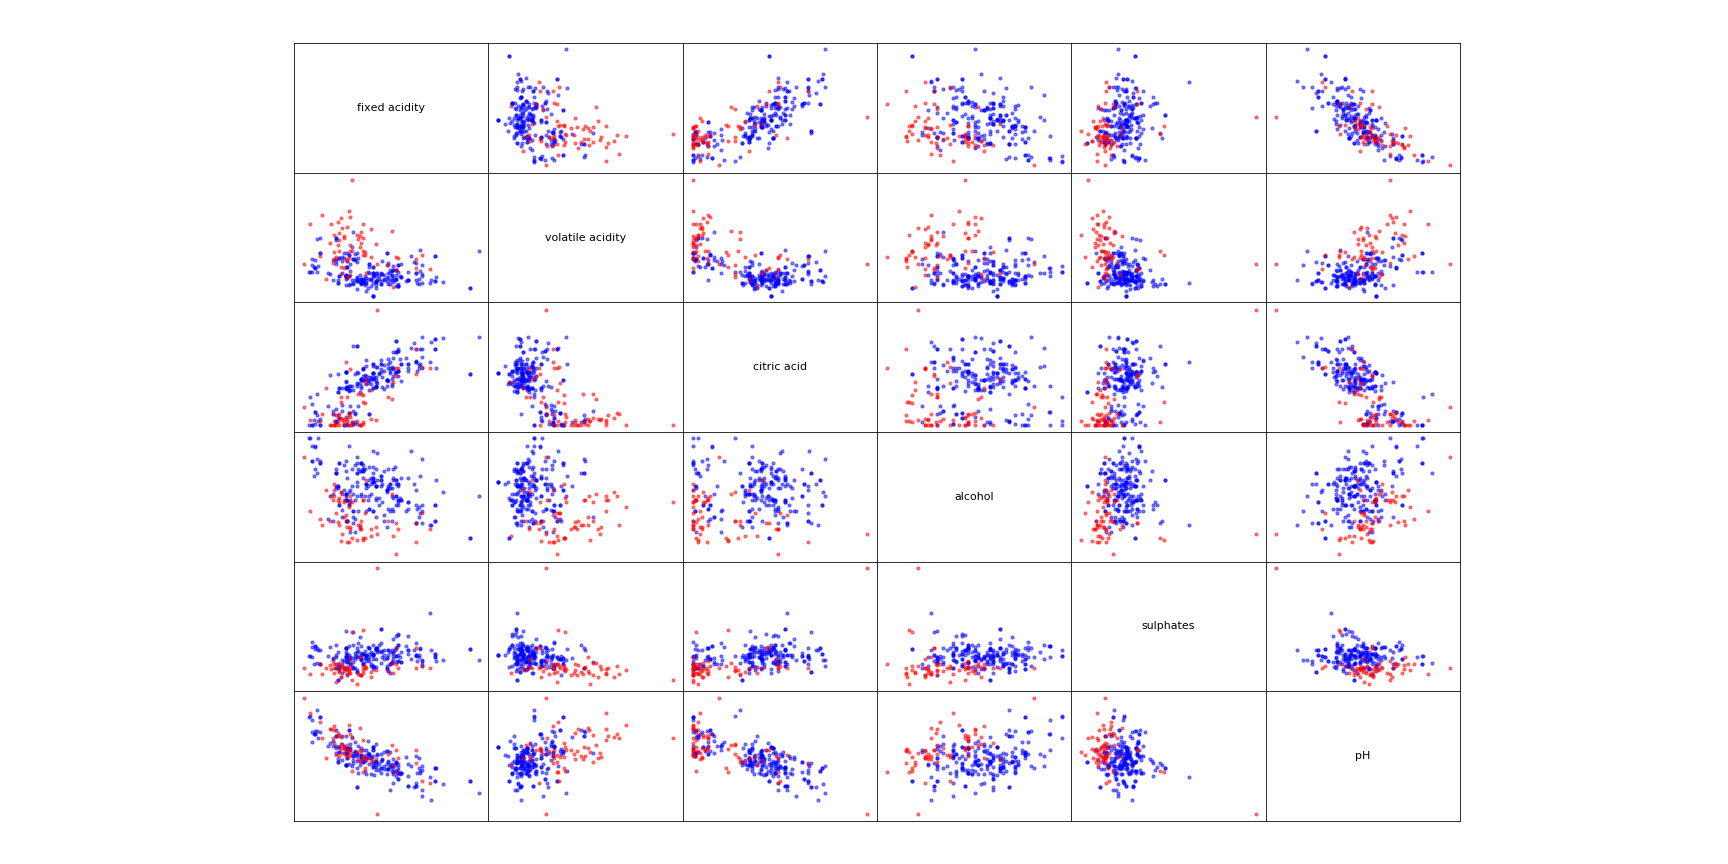 fixed acidity
volatile acidity
citric acid
alcohol
sulphates
pH